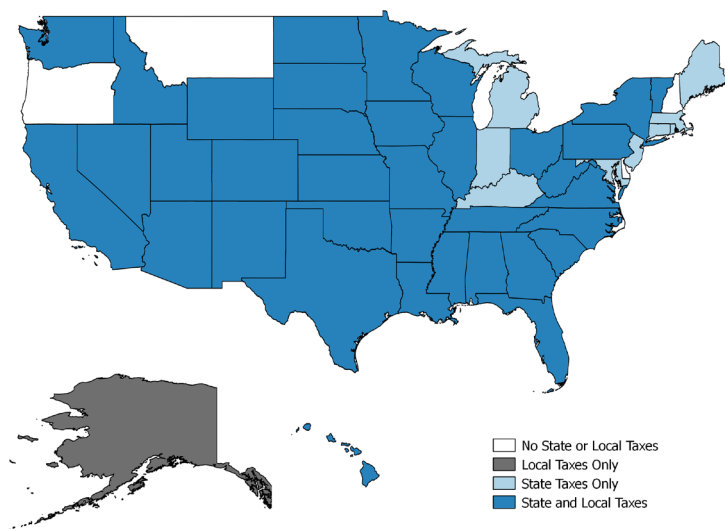 No State or Local Taxes
Local Taxes Only
State Taxes Only
State and Local Taxes